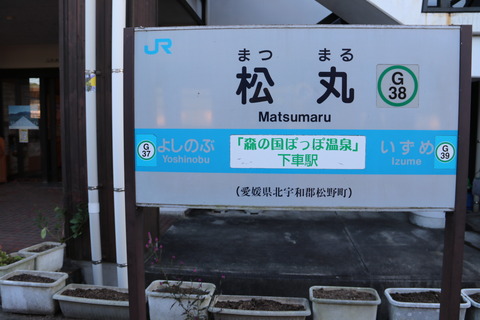 JR
まつ まる
松丸
Matsumaru
G
38
G
37
よしのぶ
Yoshinobu
「森の国ぽっぽ温泉」
下車駅
いずめ
Izume
G
39
(愛媛県北宇和郡松野町)